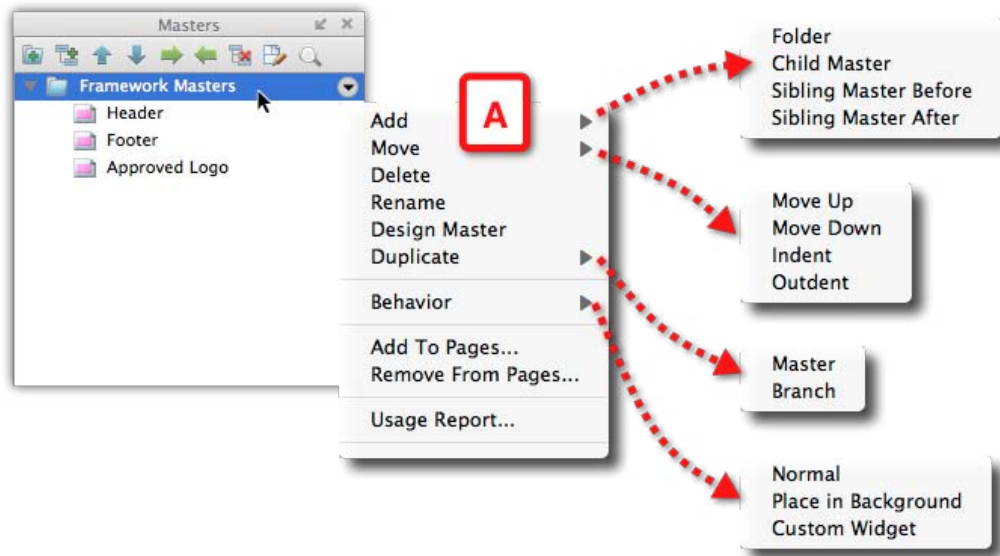 Masters
Framework Masters
Header
Footer
Approved Logo
A
Add
Move
Delete
Rename
Design Master
Duplicate
Behavior
Add To Pages...
Remove From Pages...
Usage Report...
Folder
Child Master
Sibling Master Before
Sibling Master After
Move Up
Move Down
Indent
Outdent
Master
Branch
Normal
Place in Background
Custom Widget